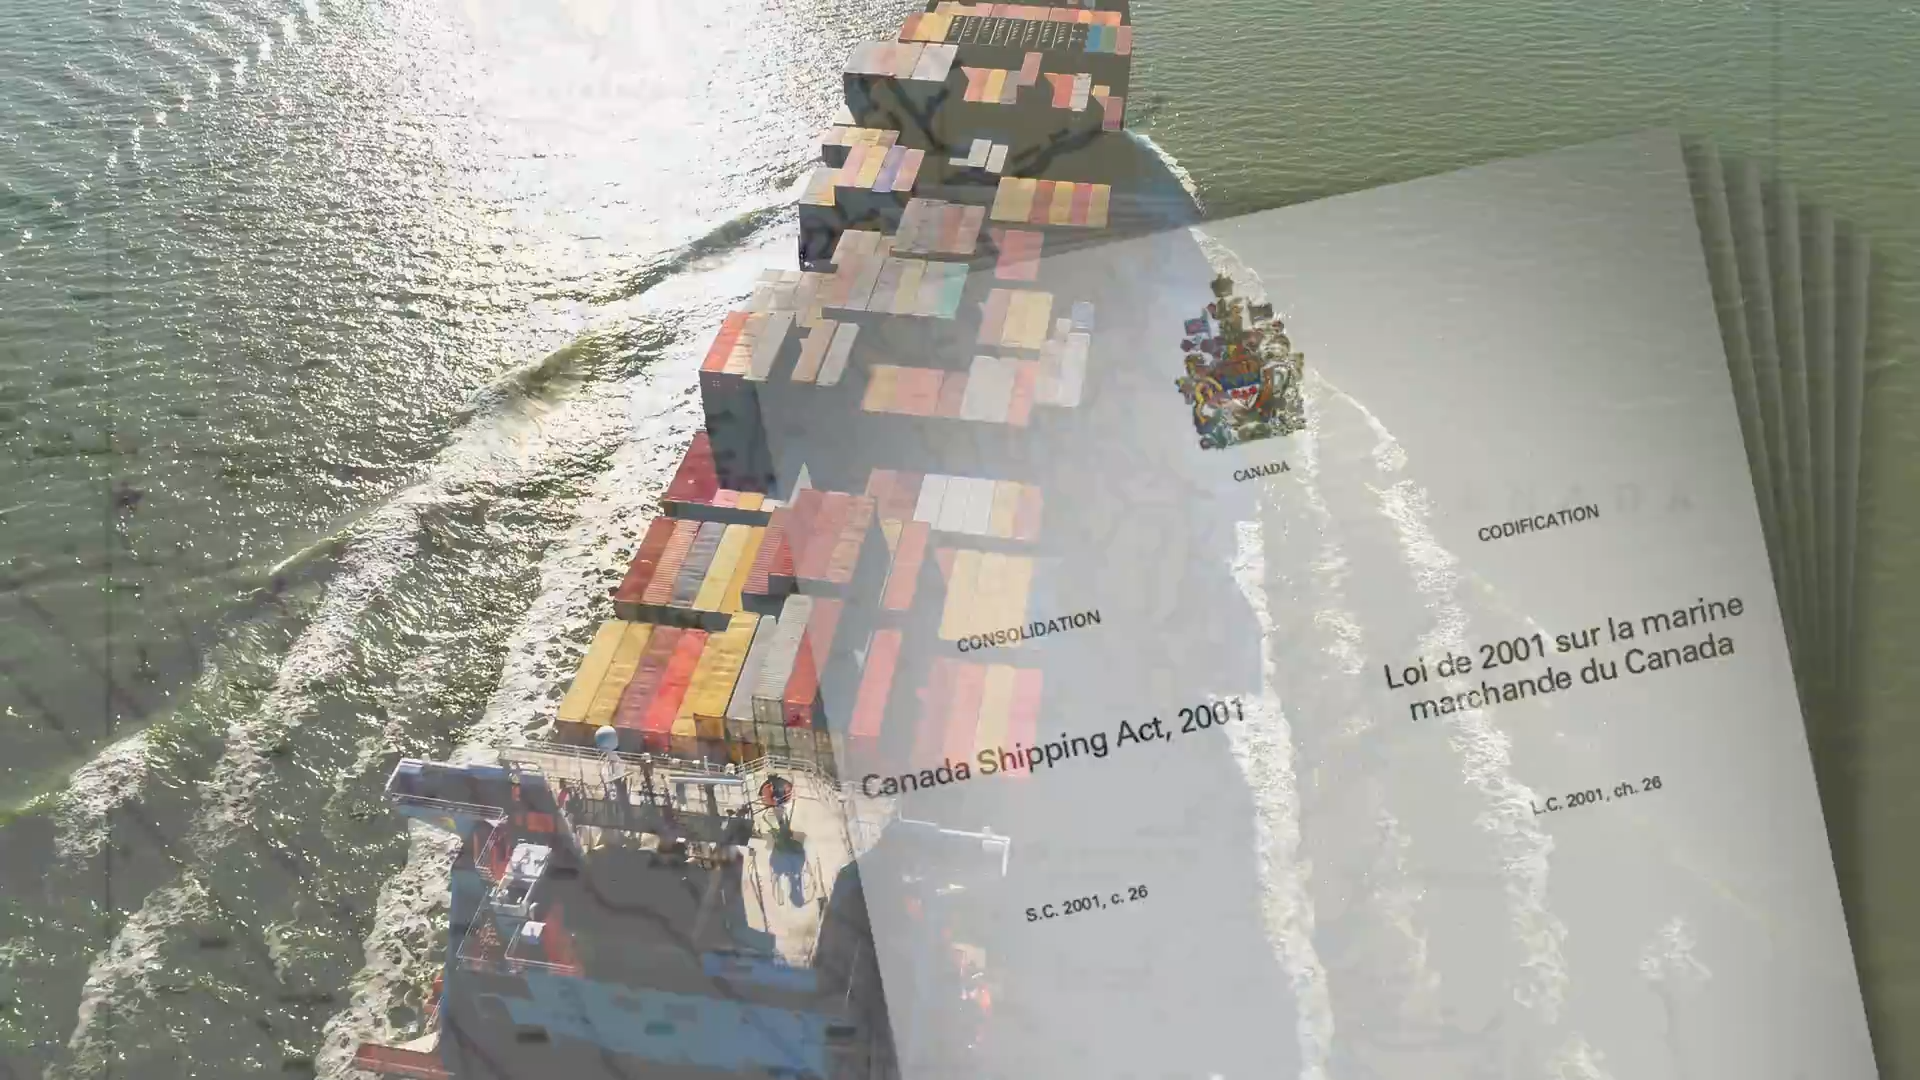 CANADA
CONSOLIDATION
Canada Shipping Act, 2001
S.C. 2001, c. 26
CODIFICATION
Loi de 2001 sur la marine
marchande du Canada
L.C. 2001, ch. 26